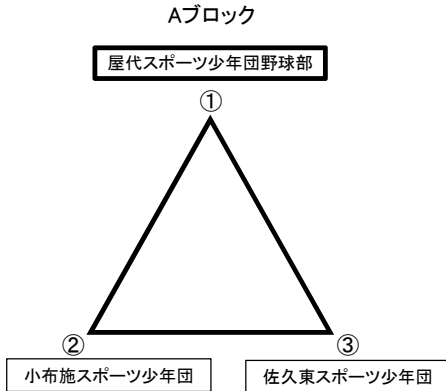 Aブロック
屋代スポーツ少年団野球部
①
②
③
小布施スポーツ少年団
佐久東スポーツ少年団